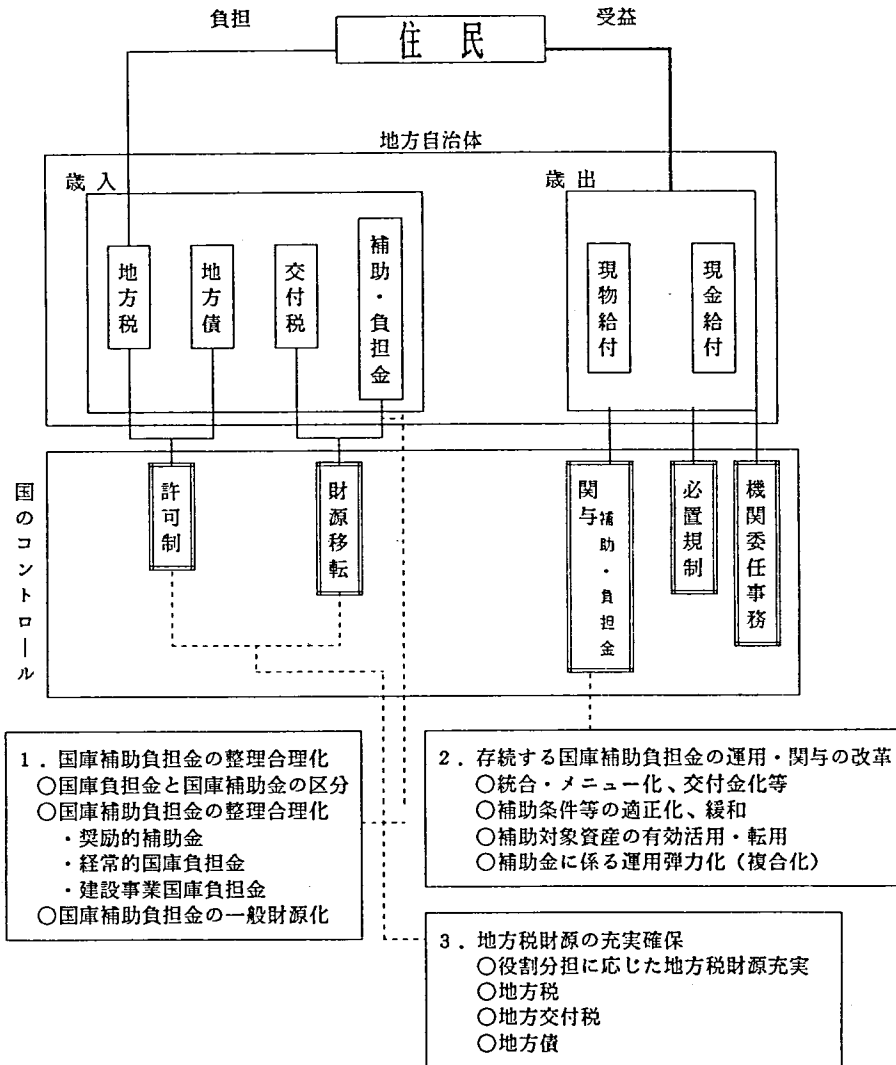 負担
受益
住民
地方自治体
歳入
歳出
地方税
地方債
交付税
補助・負担金
現物給付
現金給付
国のコントロール
許可制
財源移転
関与
補助・負担金
必置規制
機関委任事務
1．国庫補助負担金の整理合理化
○国庫負担金と国庫補助金の区分
○国庫補助負担金の整理合理化
・奨励的補助金
・経常的国庫負担金
・建設事業国庫負担金
○国庫補助負担金の一般財源化
2．存続する国庫補助負担金の運用・関与の改革
○統合・メニュー化、交付金化等
○補助条件等の適正化、緩和
○補助対象資産の有効活用・転用
○補助金に係る運用弾力化（複合化）
3．地方税財源の充実確保
○役割分担に応じた地方税財源充実
○地方税
○地方交付税
○地方債